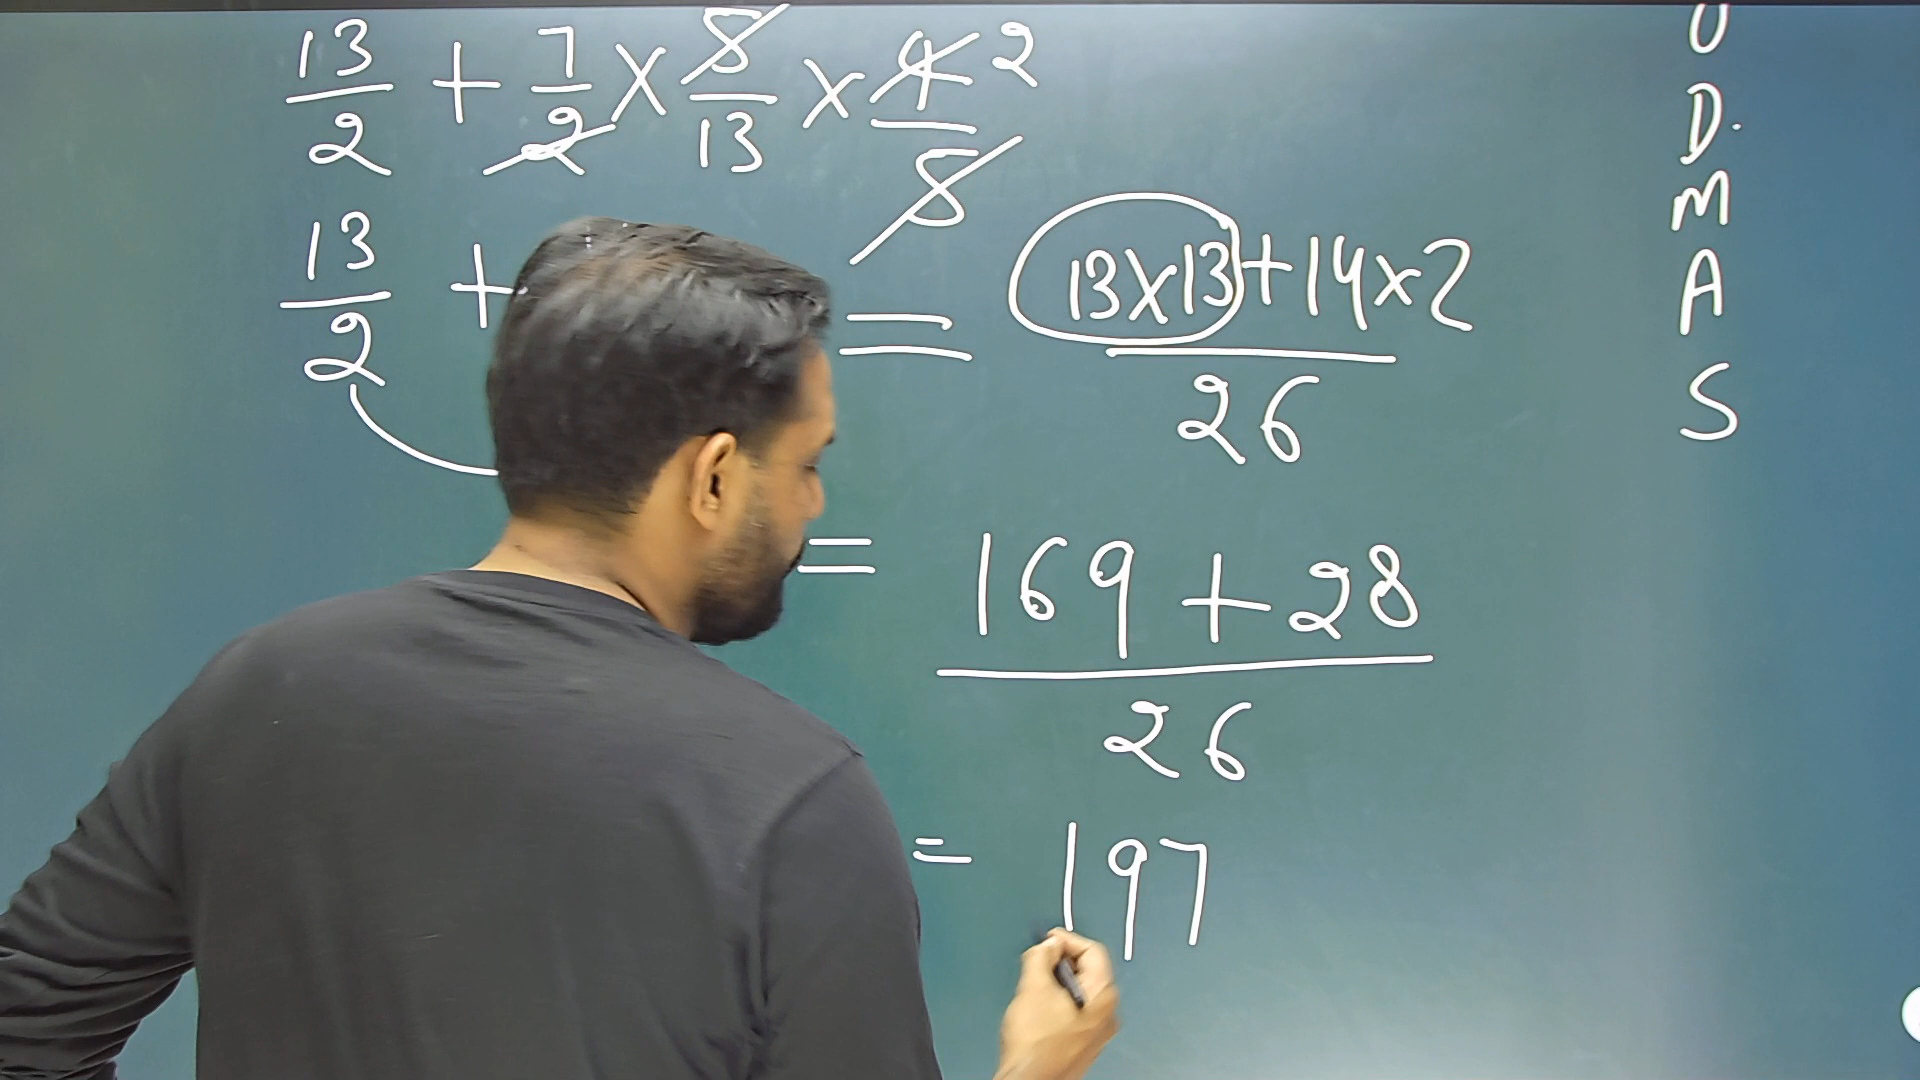 13/2 + 7/2 × 8/13 × 4/8 2
13/2 + = 13×13+14×2/26
= 169 + 28/26
= 197
O
D.
M
A
S